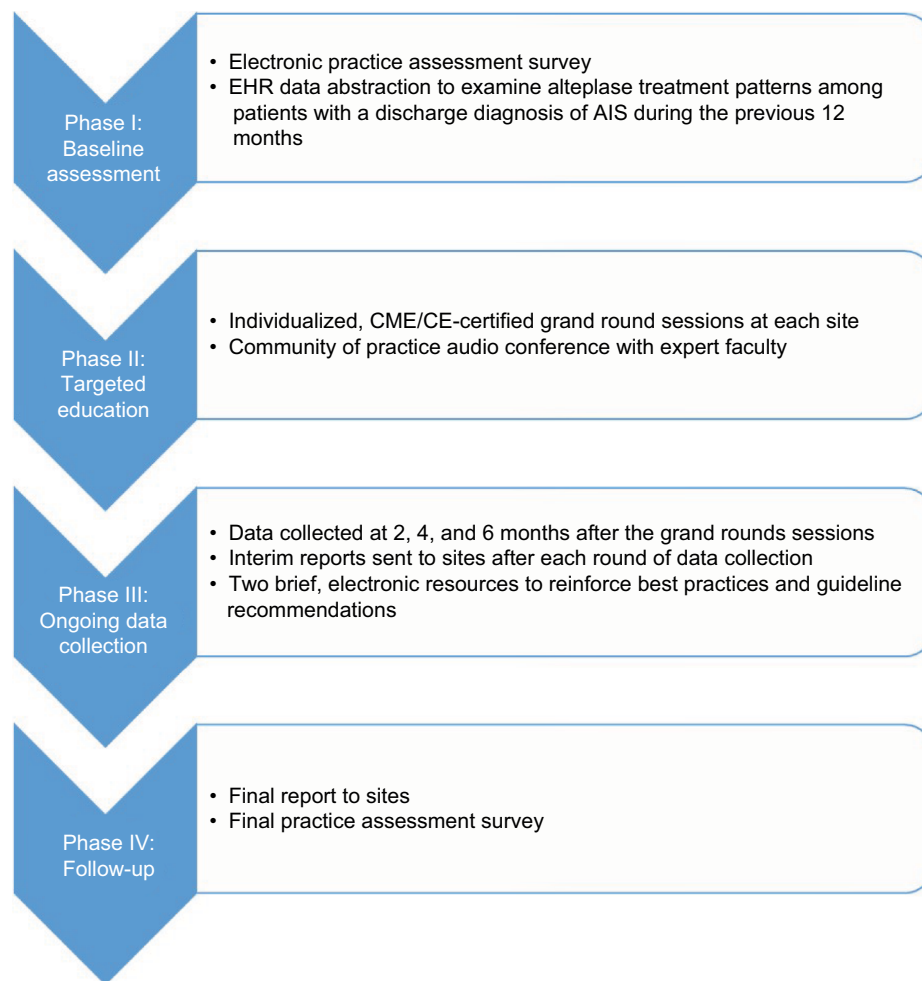 Phase I:
Baseline
assessment
• Electronic practice assessment survey
• EHR data abstraction to examine alteplase treatment patterns among
patients with a discharge diagnosis of AIS during the previous 12
months
Phase II:
Targeted
education
• Individualized, CME/CE-certified grand round sessions at each site
• Community of practice audio conference with expert faculty
Phase III:
Ongoing data
collection
• Data collected at 2, 4, and 6 months after the grand rounds sessions
• Interim reports sent to sites after each round of data collection
• Two brief, electronic resources to reinforce best practices and guideline
recommendations
Phase IV:
Follow-up
• Final report to sites
• Final practice assessment survey